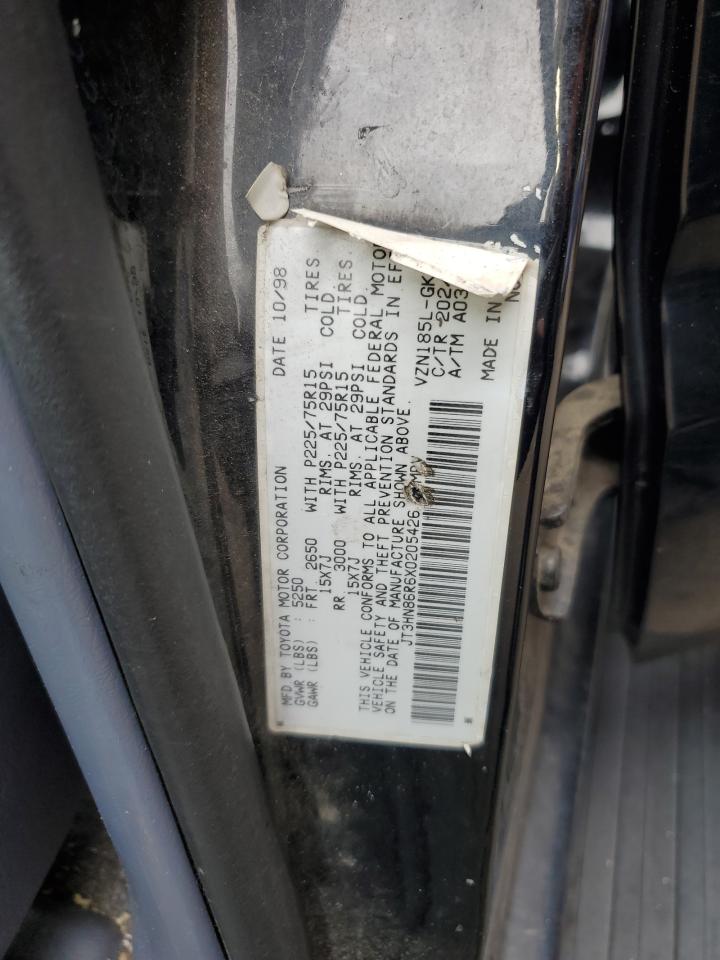 MFD. BY TOYOTA MOTOR CORPORATION DATE 10/98
GVWR (LBS) : 5250
GAWR (LBS) : FRT. 2650 WITH P225/75R15 TIRES
15X7J RIMS. AT 29PSI COLD.
RR. 3000 WITH P225/75R15 TIRES.
15X7J RIMS. AT 29PSI COLD.
THIS VEHICLE CONFORMS TO ALL APPLICABLE FEDERAL MOTOR
VEHICLE SAFETY AND THEFT PREVENTION STANDARDS IN
ON THE DATE OF MANUFACTURE SHOWN ABOVE.
JT3HN86R6X0205426 MPV VZN185L-GK
C/TR 202
A/TM A03
MADE IN